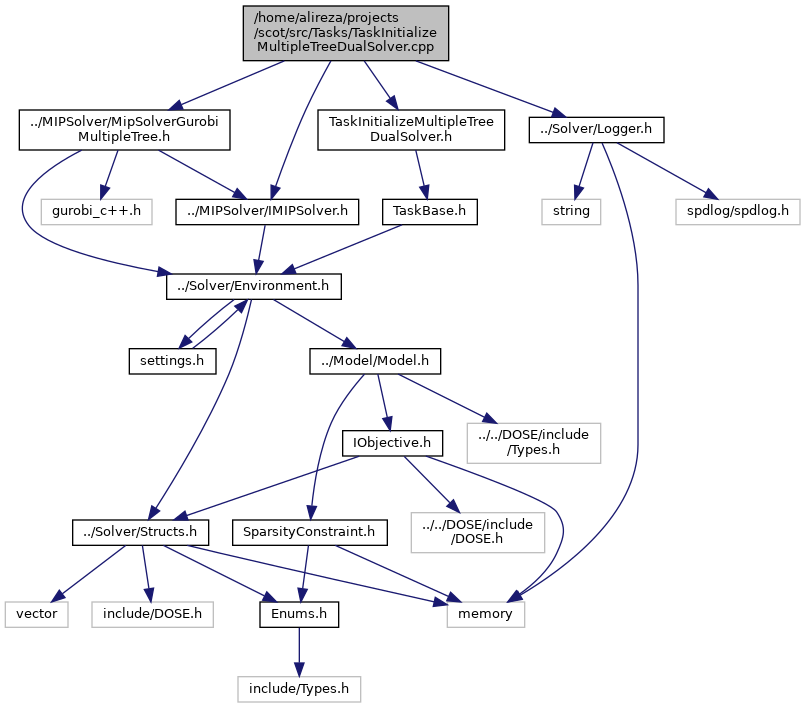 /home/alireza/projects
/scot/src/Tasks/TaskInitialize
MultipleTreeDualSolver.cpp
../MIPSolver/MipSolverGurobi
MultipleTree.h
TaskInitializeMultipleTree
DualSolver.h
../Solver/Logger.h
gurobi_c++.h
../MIPSolver/IMIPSolver.h
TaskBase.h
string
spdlog/spdlog.h
../Solver/Environment.h
settings.h
../Model/Model.h
IObjective.h
../../DOSE/include
/Types.h
../Solver/Structs.h
SparsityConstraint.h
../../DOSE/include
/DOSE.h
vector
include/DOSE.h
Enums.h
memory
include/Types.h